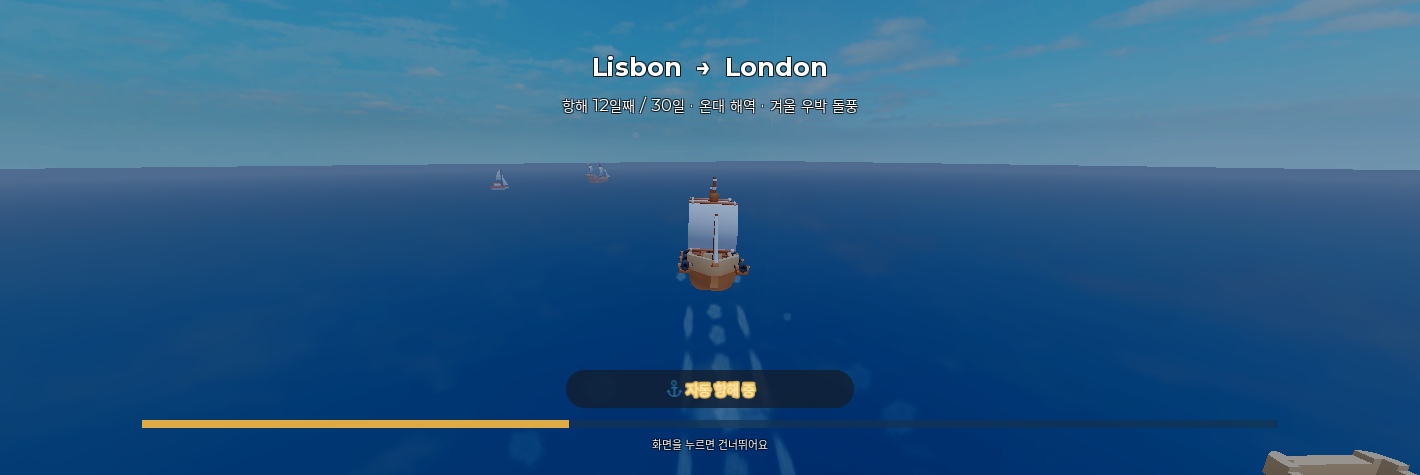 Lisbon → London
항해 12일째 / 30일 · 온대 해역 · 겨울 우박 돌풍
⚓ 자동 항해 중
화면을 누르면 건너뛰어요